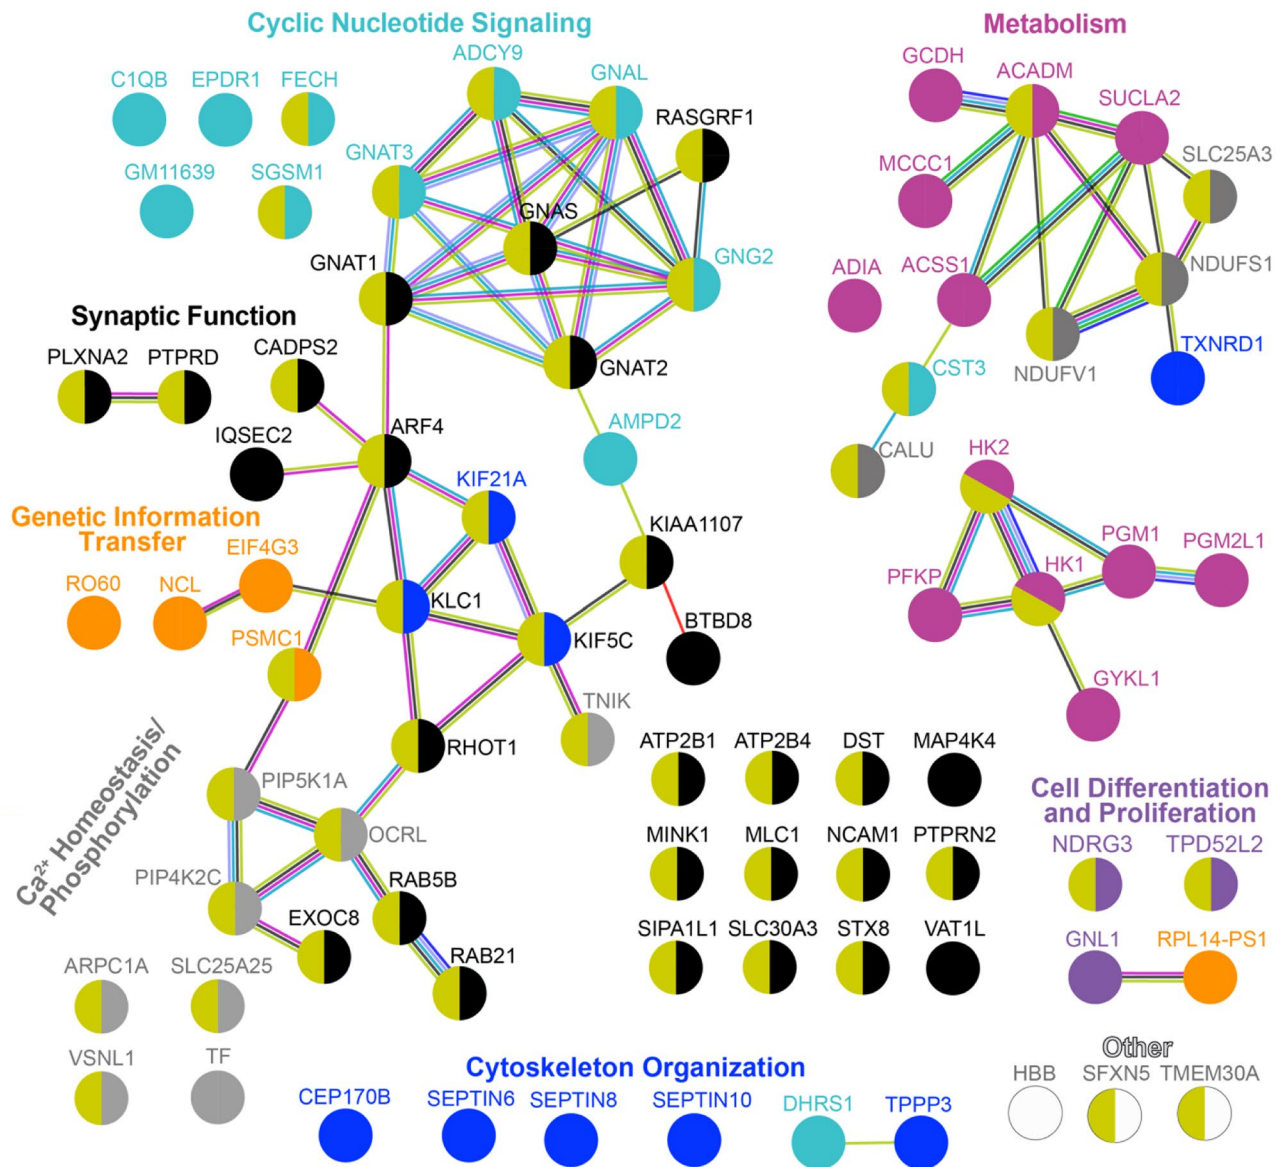 Cyclic Nucleotide Signaling
Metabolism
C1QB EPDR1 FECH
ADCY9
GNAL
RASGRF1
GM11639 SGSM1
GNAT3
GNAS
GNG2
GNAT1
GNAT2
GCDH
ACADM
SUCLA2
MCCC1
SLC25A3
ADIA
ACSS1
NDUFS1
TXNRD1
NDUFV1
CST3
CALU
Synaptic Function
PLXNA2 PTPRD
CADPS2
IQSEC2
ARF4
AMPD2
KIF21A
KIAA1107
BTBD8
KLC1
KIF5C
TNIK
RHOT1
Genetic Information
Transfer
EIF4G3
RO60
NCL
PSMC1
HK2
PGM1
PGM2L1
PFKP
HK1
GYKL1
Ca²⁺ Homeostasis/
Phosphorylation
PIP5K1A
OCRL
PIP4K2C
RAB5B
EXOC8
RAB21
ARPC1A SLC25A25
VSNL1 TF
ATP2B1 ATP2B4 DST MAP4K4
MINK1 MLC1 NCAM1 PTPRN2
SIPA1L1 SLC30A3 STX8 VAT1L
Cell Differentiation
and Proliferation
NDRG3 TPD52L2
GNL1 RPL14-PS1
Cytoskeleton Organization
CEP170B SEPTIN6 SEPTIN8 SEPTIN10 DHRS1 TPPP3
Other
HBB SFXN5 TMEM30A